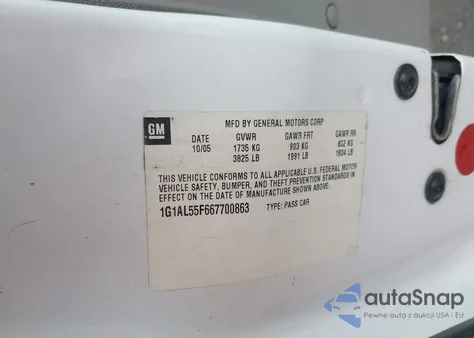 MFD BY GENERAL MOTORS CORP
GM DATE GVWR GAWR FRT GAWR RR
10/05 1735 KG 903 KG 832 KG
3825 LB 1991 LB 1834 LB
THIS VEHICLE CONFORMS TO ALL APPLICABLE U.S. FEDERAL MOTOR
VEHICLE SAFETY, BUMPER, AND THEFT PREVENTION STANDARDS IN
EFFECT ON THE DATE OF MANUFACTURE SHOWN ABOVE.
1G1AL55F667700863 TYPE: PASS CAR
autoSnap
Pewne auto z aukcji USA i EU